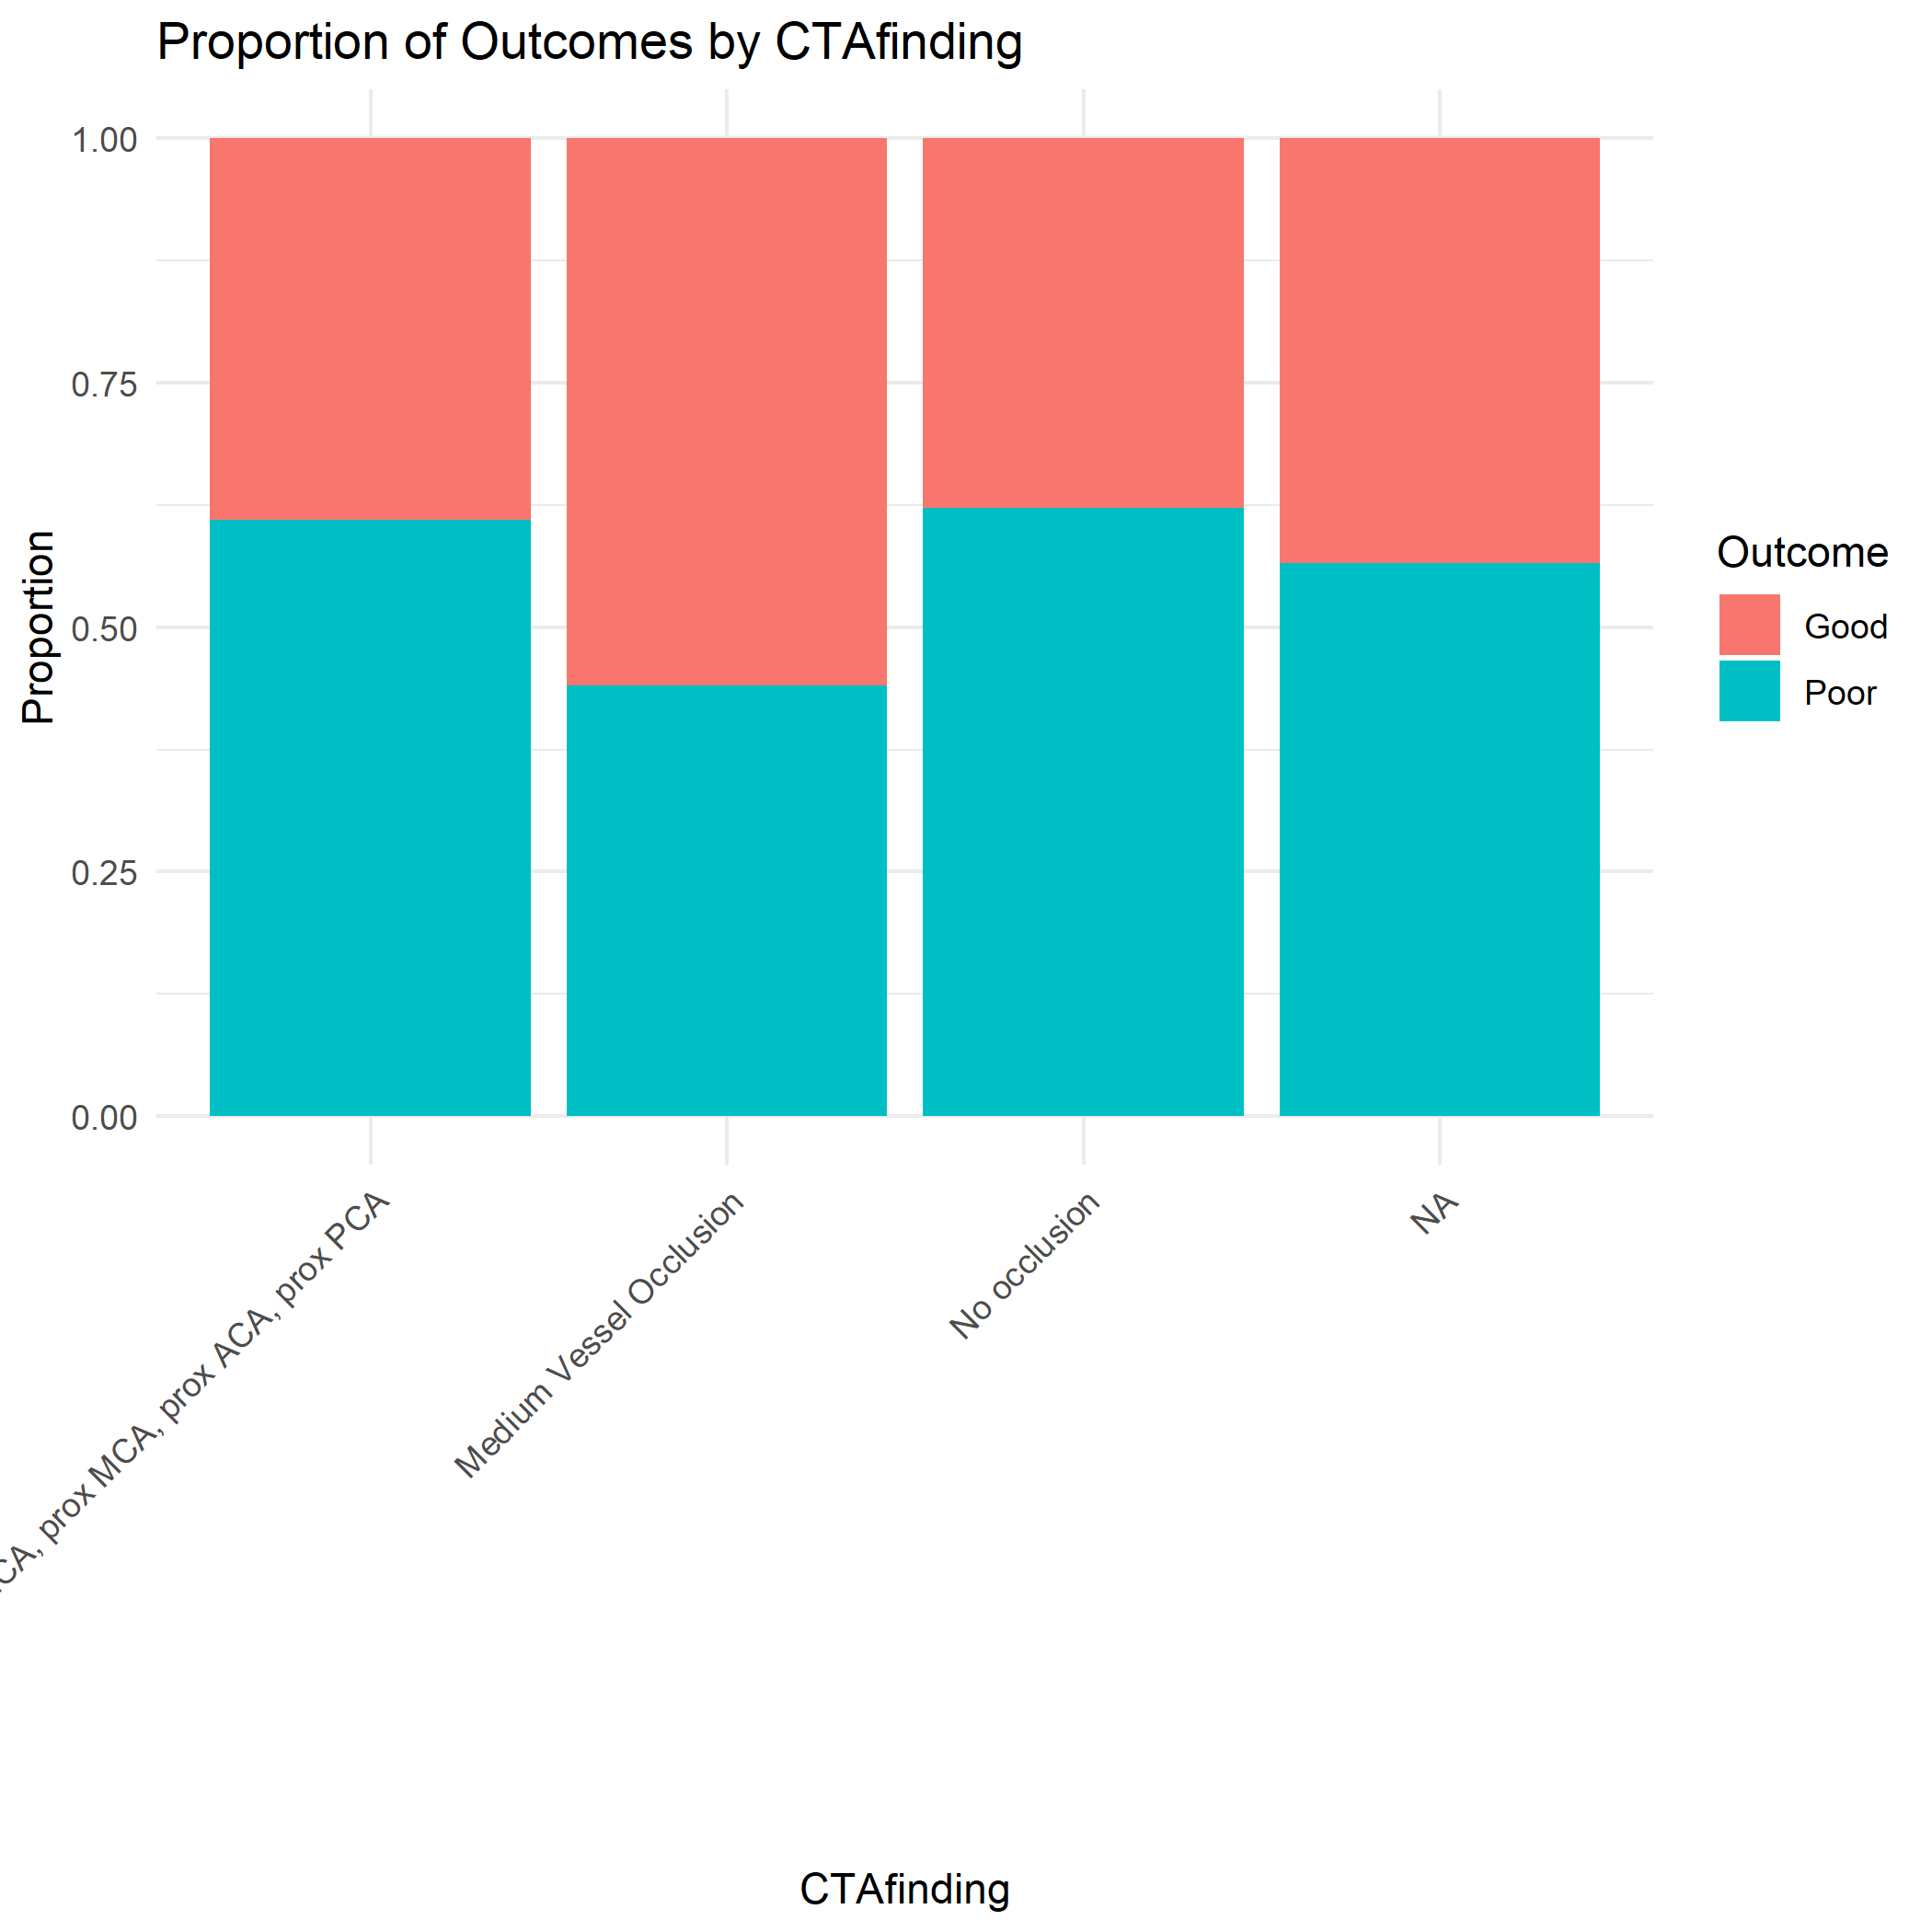 Proportion of Outcomes by CTAfinding
1.00
0.75
0.50
0.25
0.00
Proportion
prox MCA, prox ACA, prox PCA
Medium Vessel Occlusion
No occlusion
NA
CTAfinding
Outcome
Good
Poor